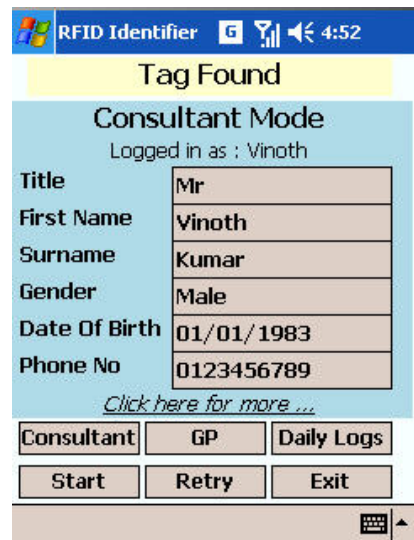 RFID Identifier G 4:52
Tag Found
Consultant Mode
Logged in as : Vinoth
Title Mr
First Name Vinoth
Surname Kumar
Gender Male
Date Of Birth 01/01/1983
Phone No 0123456789
Click here for more ...
Consultant GP Daily Logs
Start Retry Exit